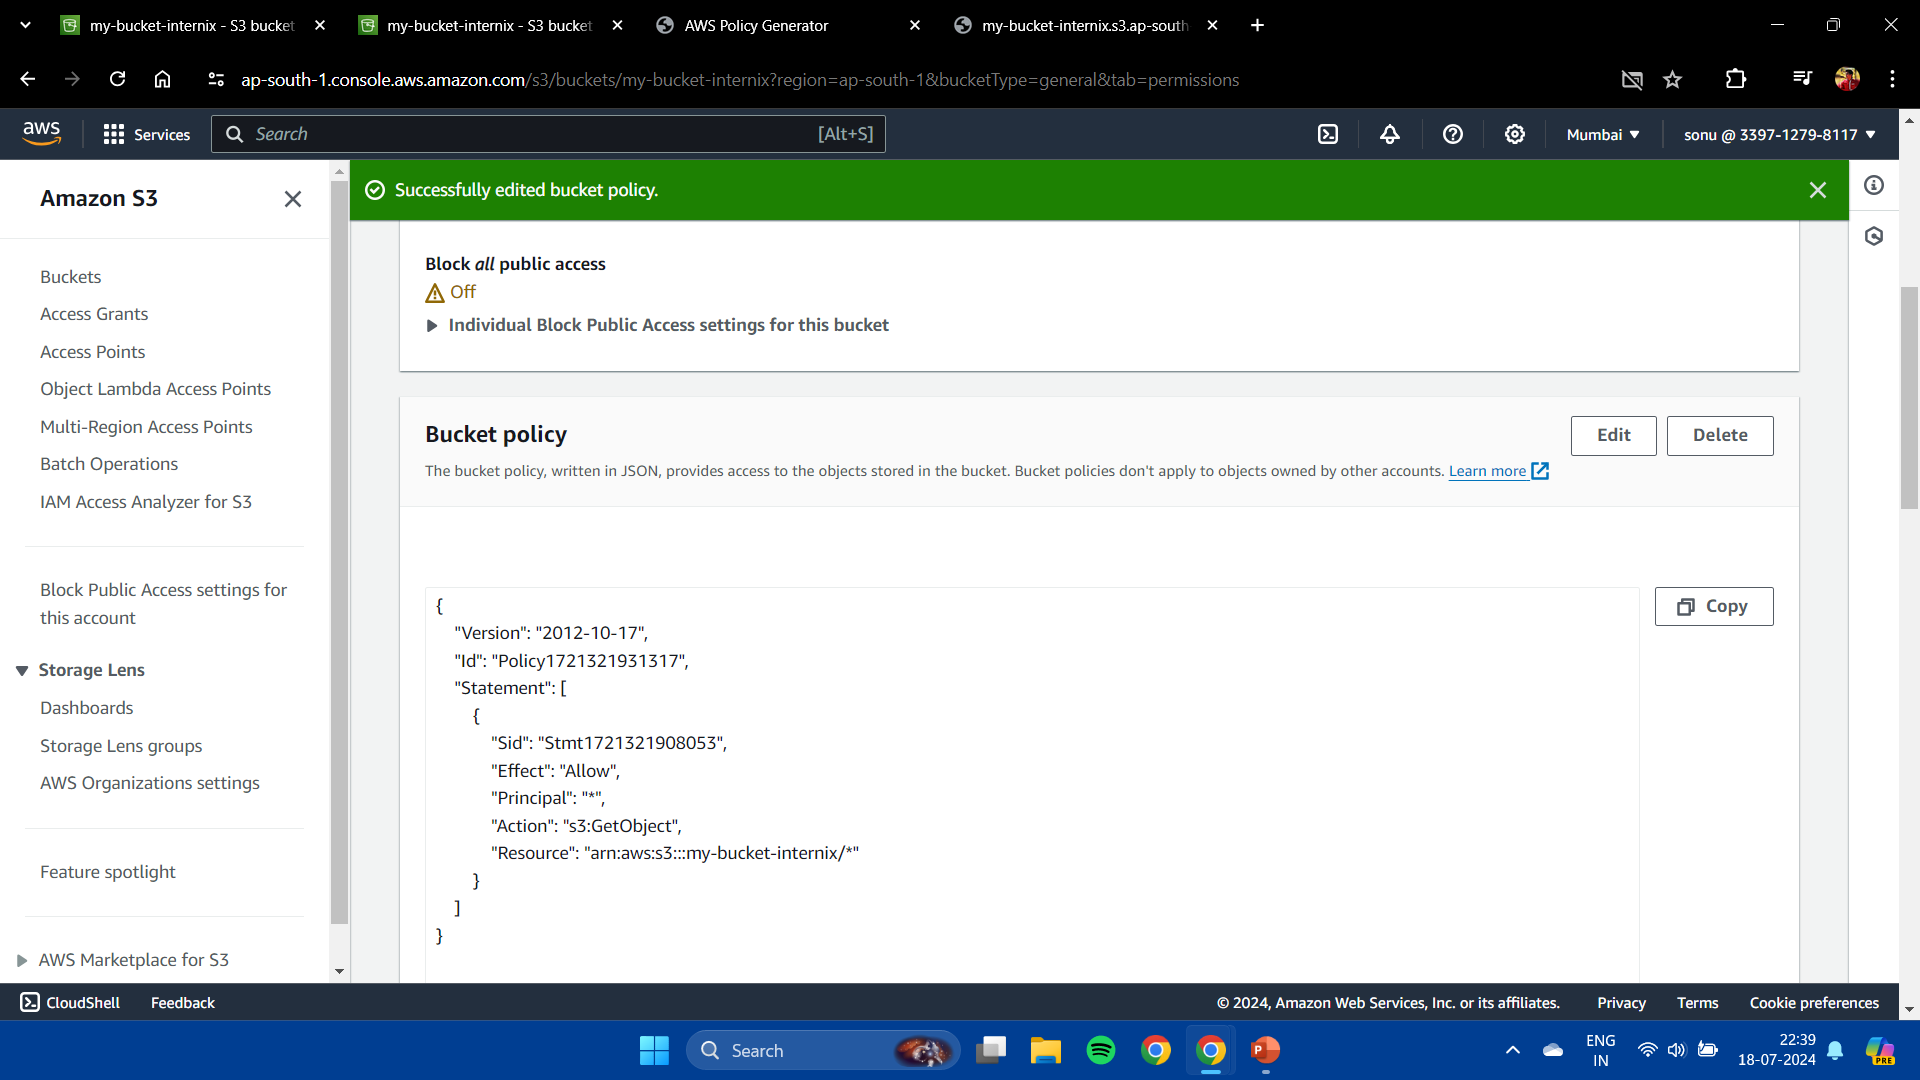 my-bucket-internix - S3 bucket
my-bucket-internix - S3 bucket
AWS Policy Generator
my-bucket-internix.s3.ap-south
ap-south-1.console.aws.amazon.com/s3/buckets/my-bucket-internix?region=ap-south-1&bucketType=general&tab=permissions
aws
Services
Search
[Alt+S]
Mumbai
sonu @ 3397-1279-8117
Amazon S3
Buckets
Access Grants
Access Points
Object Lambda Access Points
Multi-Region Access Points
Batch Operations
IAM Access Analyzer for S3
Block Public Access settings for
this account
Storage Lens
Dashboards
Storage Lens groups
AWS Organizations settings
Feature spotlight
AWS Marketplace for S3
Successfully edited bucket policy.
Block all public access
Off
Individual Block Public Access settings for this bucket
Bucket policy
Edit
Delete
The bucket policy, written in JSON, provides access to the objects stored in the bucket. Bucket policies don't apply to objects owned by other accounts. Learn more
Copy
{
"Version": "2012-10-17",
"Id": "Policy1721321931317",
"Statement": [
{
"Sid": "Stmt1721321908053",
"Effect": "Allow",
"Principal": "*",
"Action": "s3:GetObject",
"Resource": "arn:aws:s3:::my-bucket-internix/*"
}
]
}
CloudShell
Feedback
© 2024, Amazon Web Services, Inc. or its affiliates.
Privacy
Terms
Cookie preferences
Search
P
ENG
IN
22:39
18-07-2024
PRE